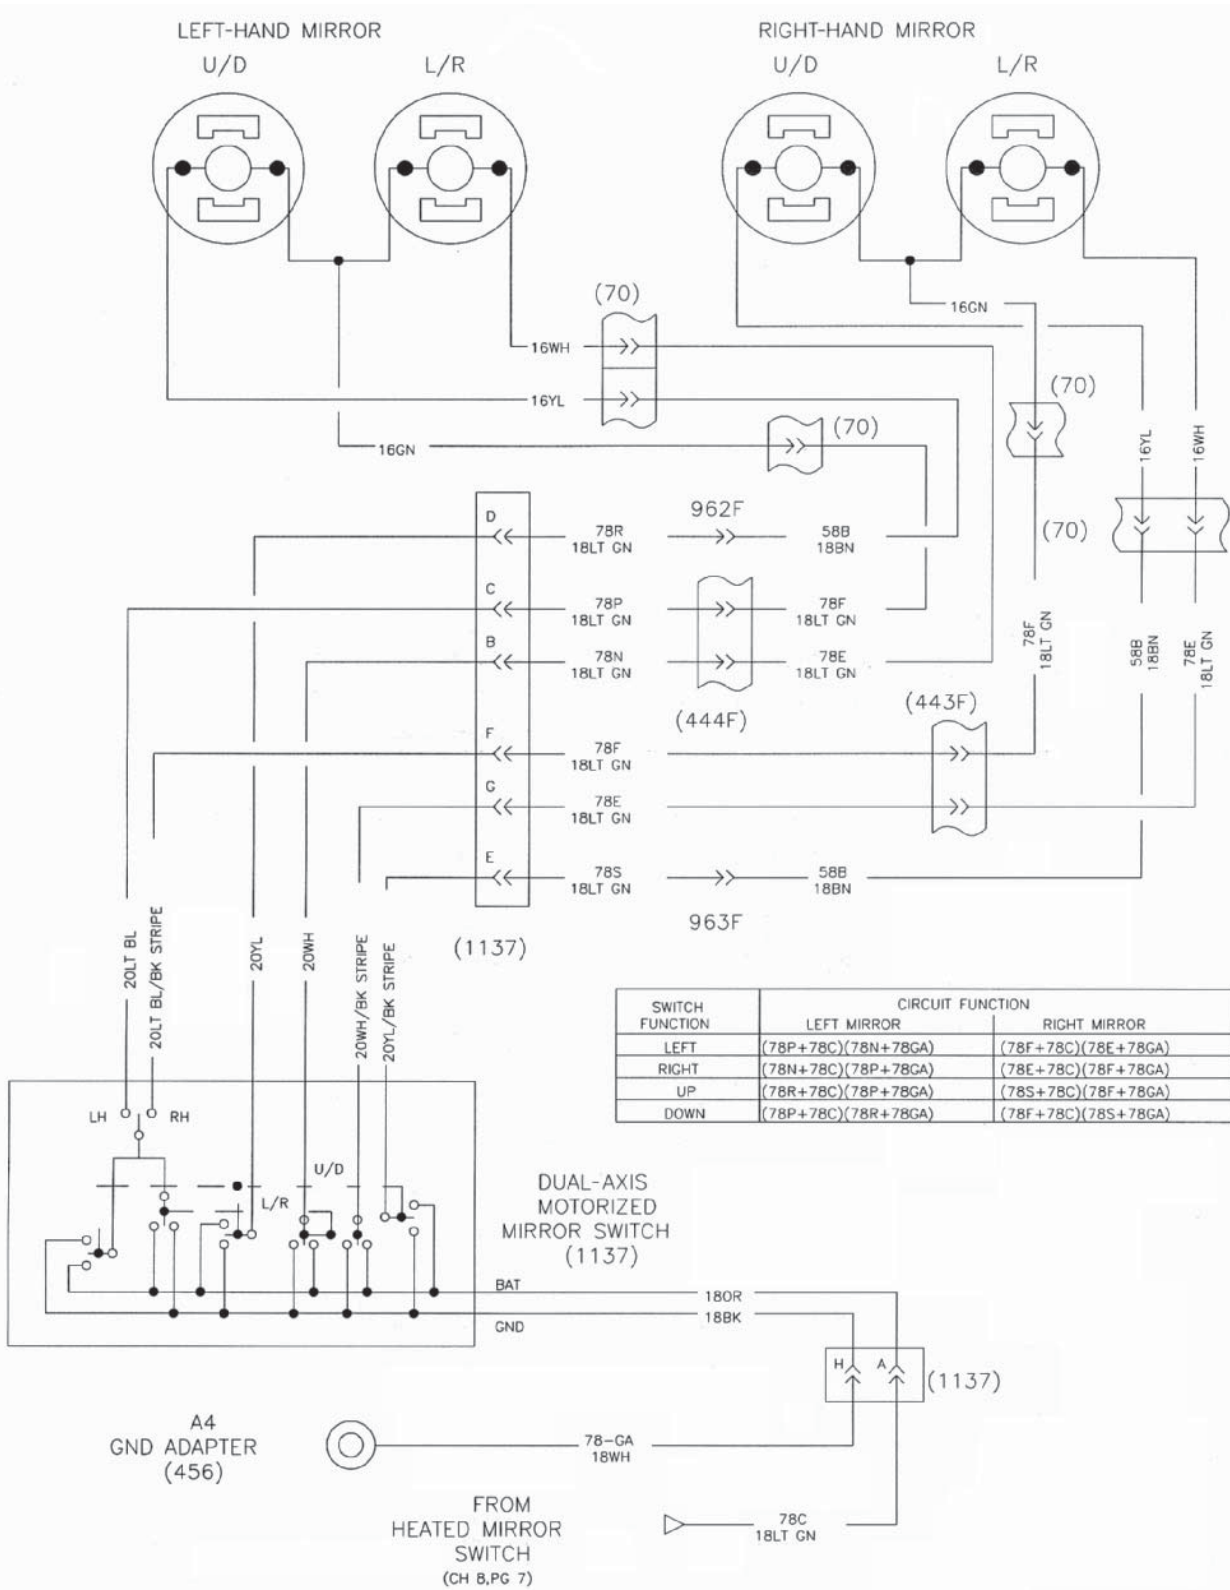 LEFT-HAND MIRROR
RIGHT-HAND MIRROR
U/D
L/R
U/D
L/R
(70)
16GN
16WH
(70)
16YL
(70)
16GN
16YL
16WH
D
962F
78R
18LT GN
58B
18BN
(70)
C
78P
18LT GN
78F
18LT GN
B
78N
18LT GN
78E
18LT GN
78F
18LT GN
58B
18BN
78E
18LT GN
(444F)
(443F)
F
78F
18LT GN
G
78E
18LT GN
E
78S
18LT GN
58B
18BN
963F
(1137)
20LT BL
20LT BL/BK STRIPE
20YL
20WH
20WH/BK STRIPE
20YL/BK STRIPE
SWITCH FUNCTION
CIRCUIT FUNCTION
LEFT MIRROR
RIGHT MIRROR
LEFT (78P+78C)(78N+78GA) (78F+78C)(78E+78GA)
RIGHT (78N+78C)(78P+78GA) (78E+78C)(78F+78GA)
UP (78R+78C)(78P+78GA) (78S+78C)(78F+78GA)
DOWN (78P+78C)(78R+78GA) (78F+78C)(78S+78GA)
LH
RH
U/D
L/R
DUAL-AXIS
MOTORIZED
MIRROR SWITCH
(1137)
BAT
18OR
18BK
GND
H
A
(1137)
A4
GND ADAPTER
(456)
78-GA
18WH
FROM
HEATED MIRROR
SWITCH
(CH 8,PG 7)
78C
18LT GN